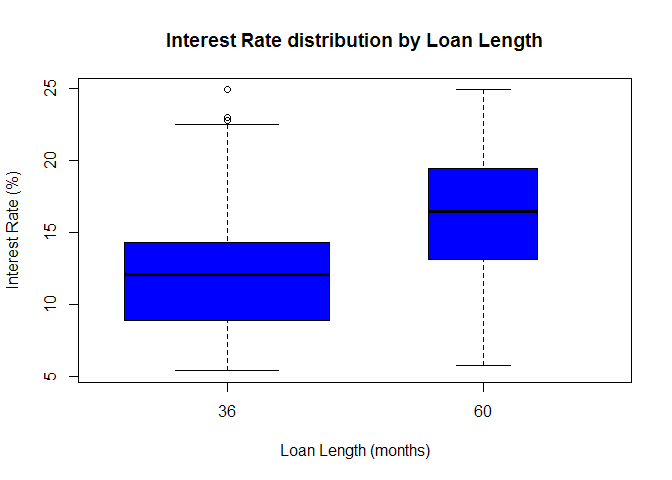 Interest Rate distribution by Loan Length
Interest Rate (%)
25
20
15
10
5
36
60
Loan Length (months)